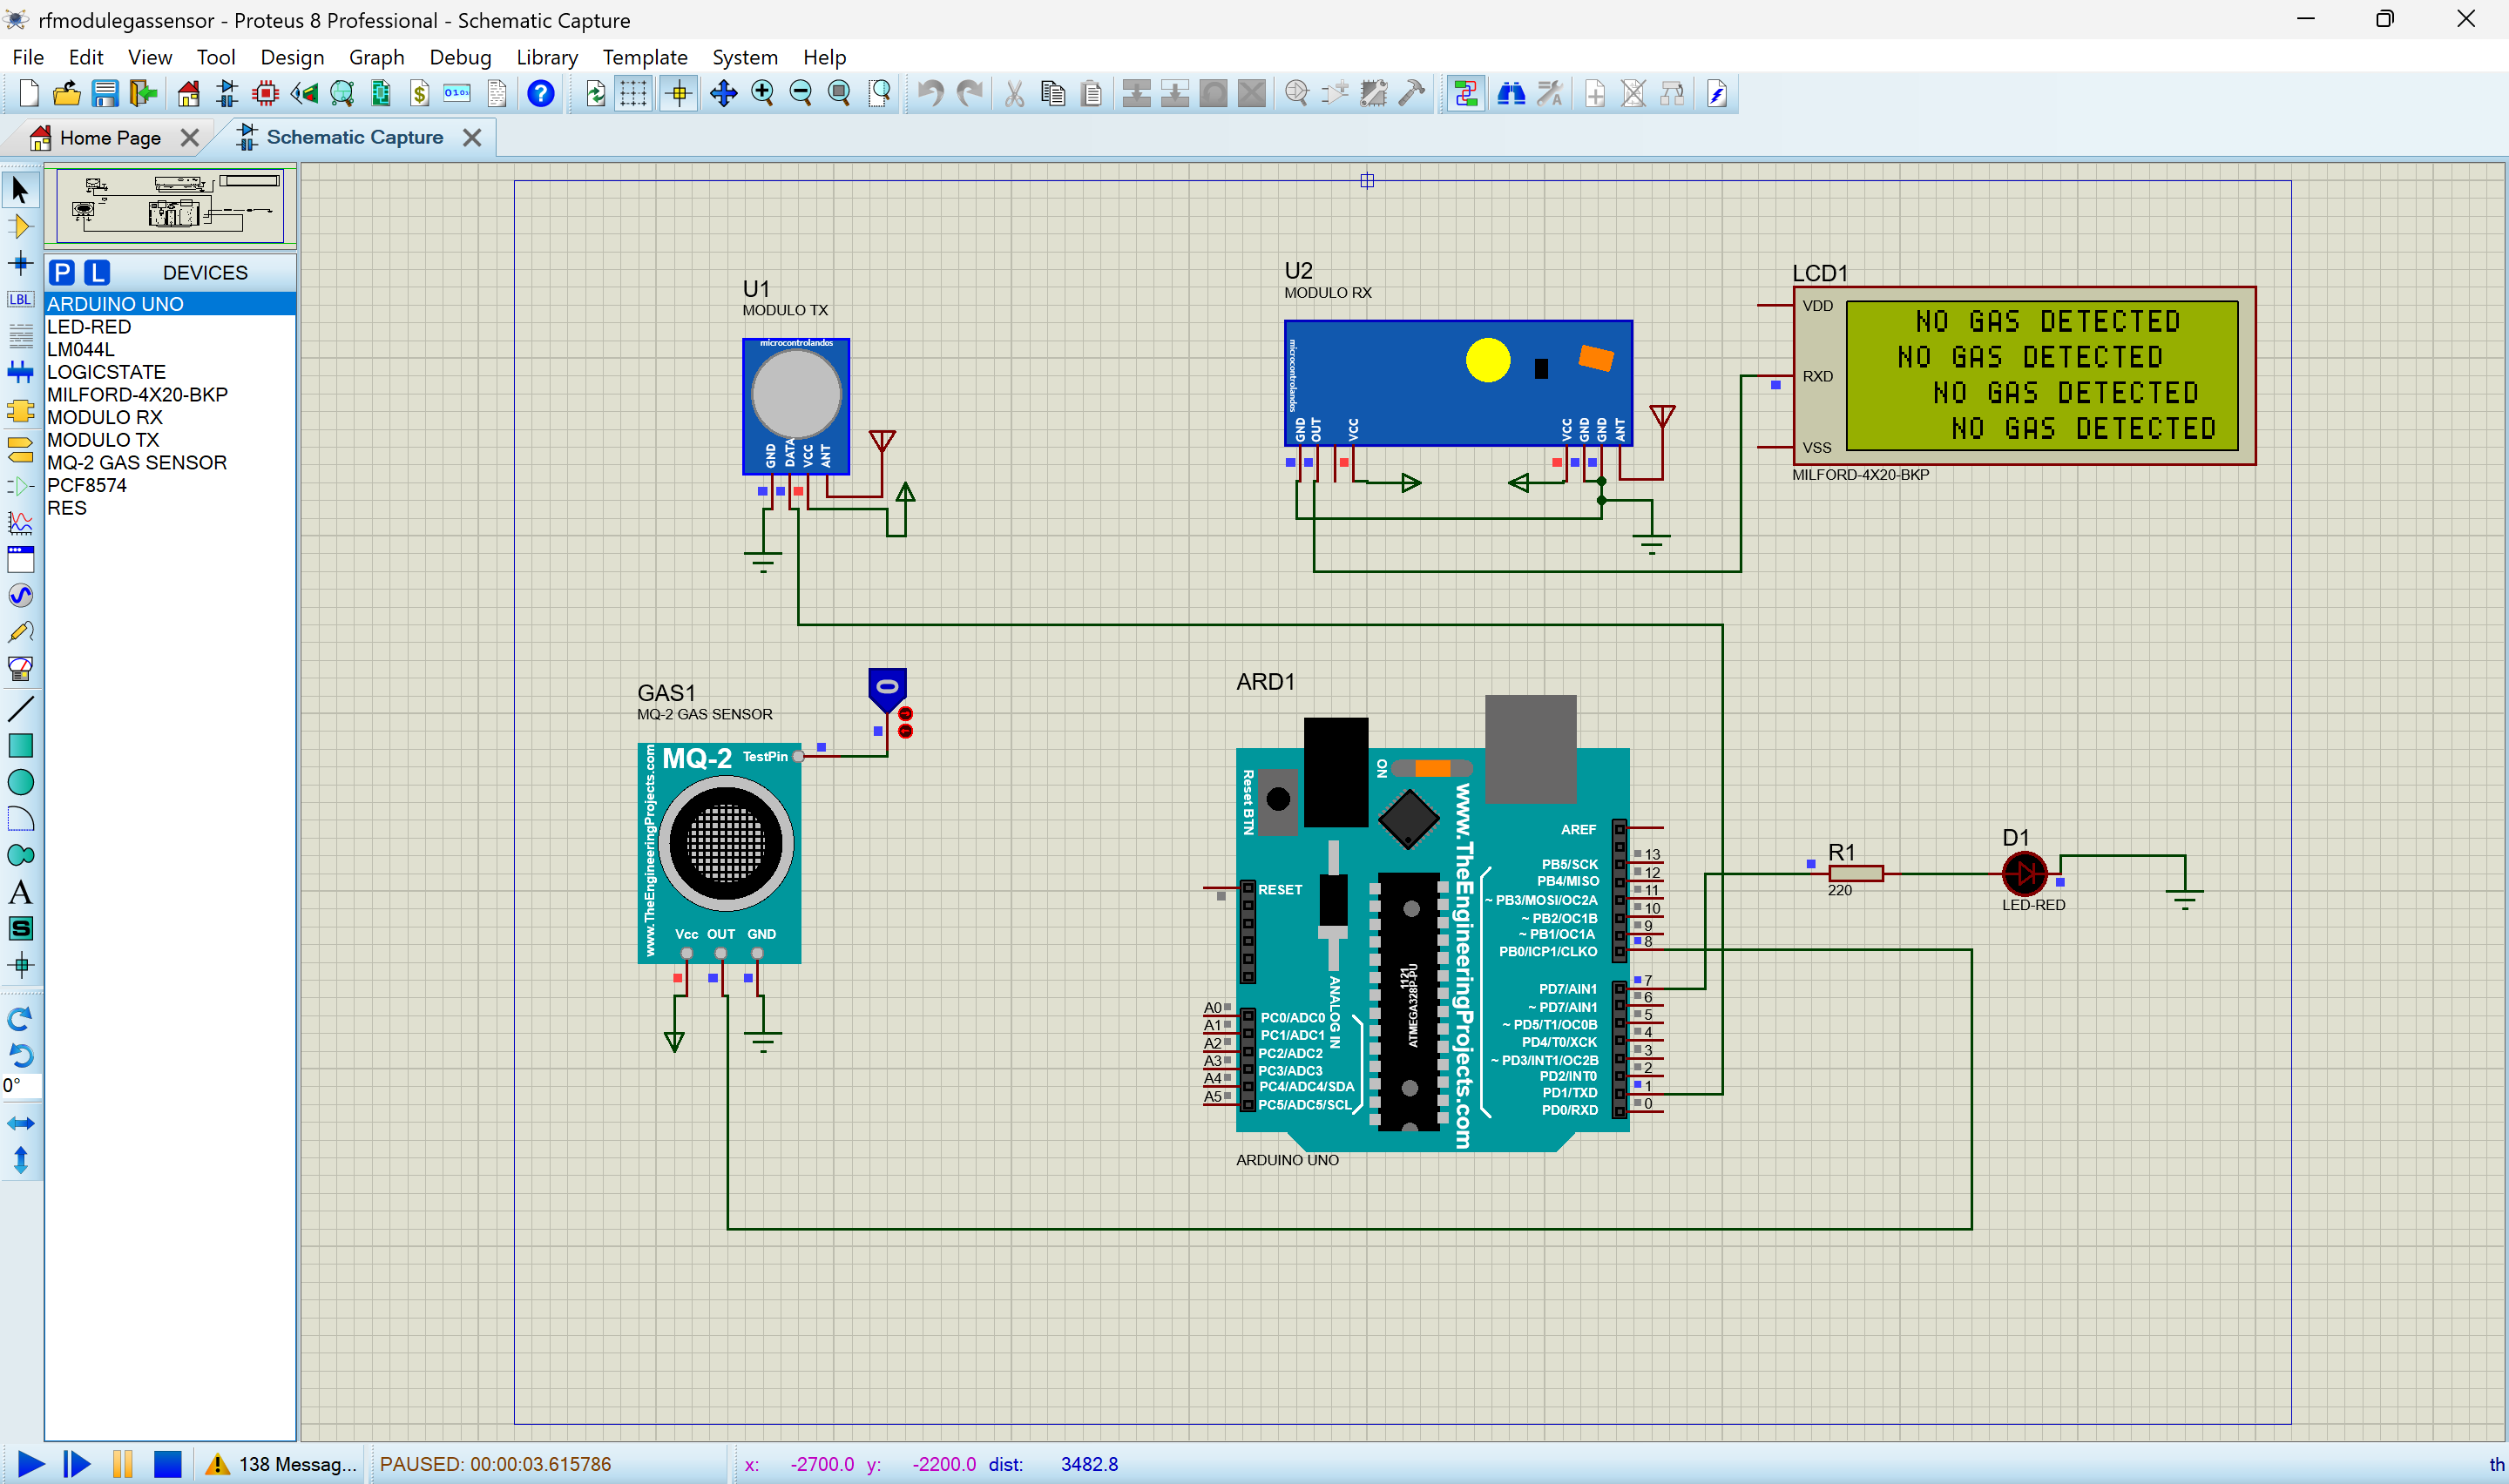 rfmodulegassensor - Proteus 8 Professional - Schematic Capture
File Edit View Tool Design Graph Debug Library Template System Help
Home Page
Schematic Capture
P L DEVICES
ARDUINO UNO
LED-RED
LM044L
LOGICSTATE
MILFORD-4X20-BKP
MODULO RX
MODULO TX
MQ-2 GAS SENSOR
PCF8574
RES
LBL
A
S
0°
U1
MODULO TX
microcontrolandos
GND
DATA
VCC
ANT
U2
MODULO RX
microcontrolandos
GND
OUT
VCC
VCC
GND
GND
ANT
LCD1
VDD
RXD
VSS
NO GAS DETECTED
NO GAS DETECTED
NO GAS DETECTED
NO GAS DETECTED
MILFORD-4X20-BKP
GAS1
MQ-2 GAS SENSOR
0
MQ-2 TestPin
www.TheEngineeringProjects.com
Vcc OUT GND
ARD1
Reset BTN
ON
www.TheEngineeringProjects.com
RESET
ANALOG IN
ATMEGA328P-PU
1121
A0 PC0/ADC0
A1 PC1/ADC1
A2 PC2/ADC2
A3 PC3/ADC3
A4 PC4/ADC4/SDA
A5 PC5/ADC5/SCL
AREF
PB5/SCK 13
PB4/MISO 12
~ PB3/MOSI/OC2A 11
~ PB2/OC1B 10
~ PB1/OC1A 9
PB0/ICP1/CLKO 8
PD7/AIN1 7
~ PD7/AIN1 6
~ PD5/T1/OC0B 5
PD4/T0/XCK 4
~ PD3/INT1/OC2B 3
PD2/INT0 2
PD1/TXD 1
PD0/RXD 0
ARDUINO UNO
R1
220
D1
LED-RED
138 Messag...
PAUSED: 00:00:03.615786
x: -2700.0 y: -2200.0 dist: 3482.8
th